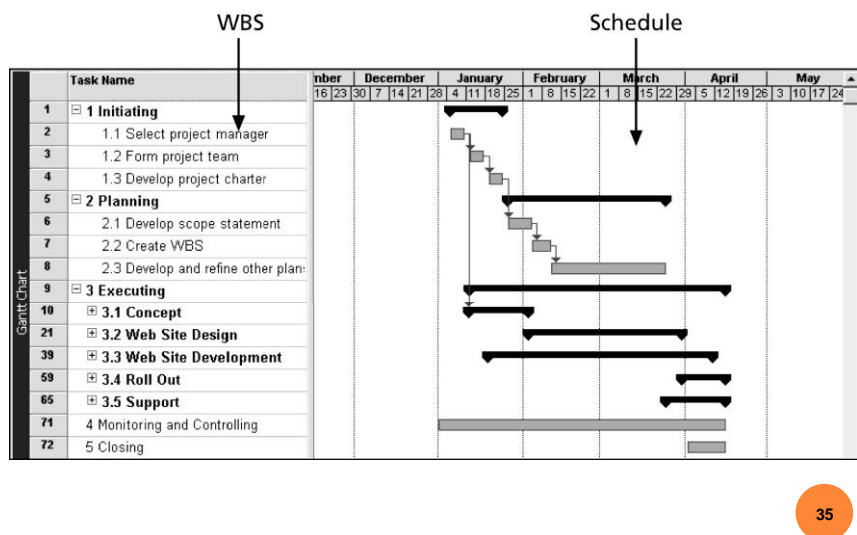 WBS Schedule
Task Name nber December January February March April May
16 23 30 7 14 21 28 4 11 18 25 1 8 15 22 1 8 15 22 29 5 12 19 26 3 10 17 24
1 1 Initiating
2 1.1 Select project manager
3 1.2 Form project team
4 1.3 Develop project charter
5 2 Planning
6 2.1 Develop scope statement
7 2.2 Create WBS
8 2.3 Develop and refine other plan
9 3 Executing
10 3.1 Concept
21 3.2 Web Site Design
39 3.3 Web Site Development
59 3.4 Roll Out
65 3.5 Support
71 4 Monitoring and Controlling
72 5 Closing
Gantt Chart
35